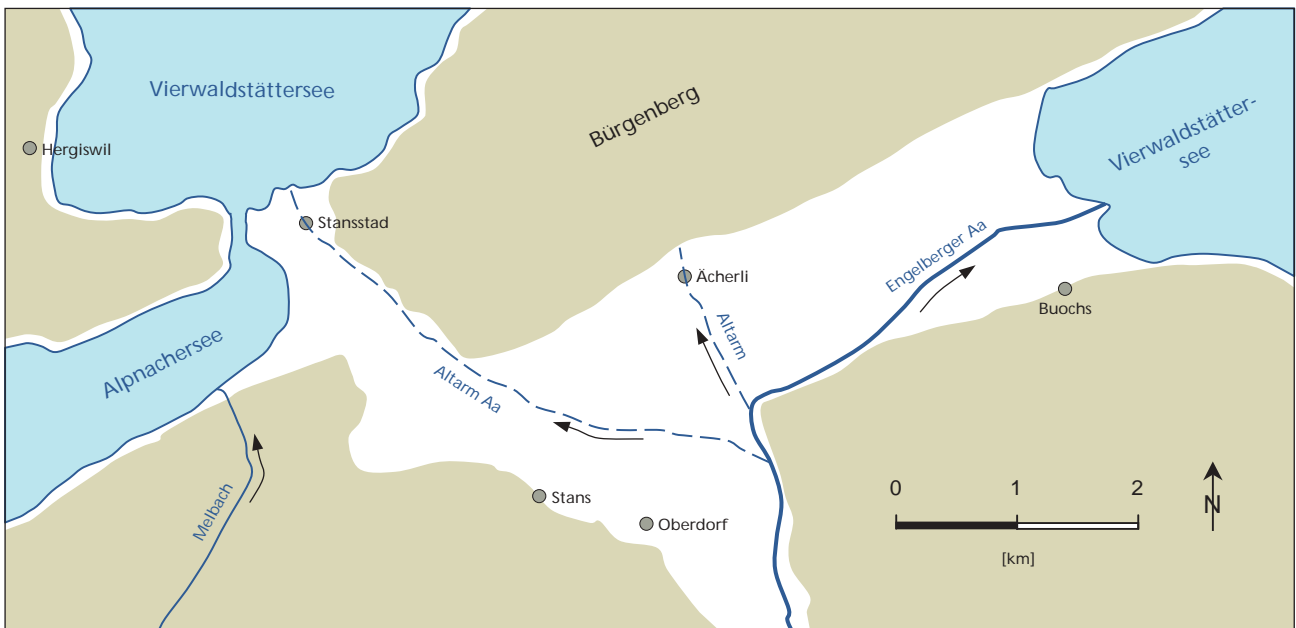 Vierwaldstättersee
Bürgenberg
Vierwaldstätter-
see
Hergiswil
Stansstad
Engelberger Aa
Ächerli
Buochs
Altarm
Alpnachersee
Altarm Aa
Melbach
Stans
Oberdorf
0 1 2
[km]
N